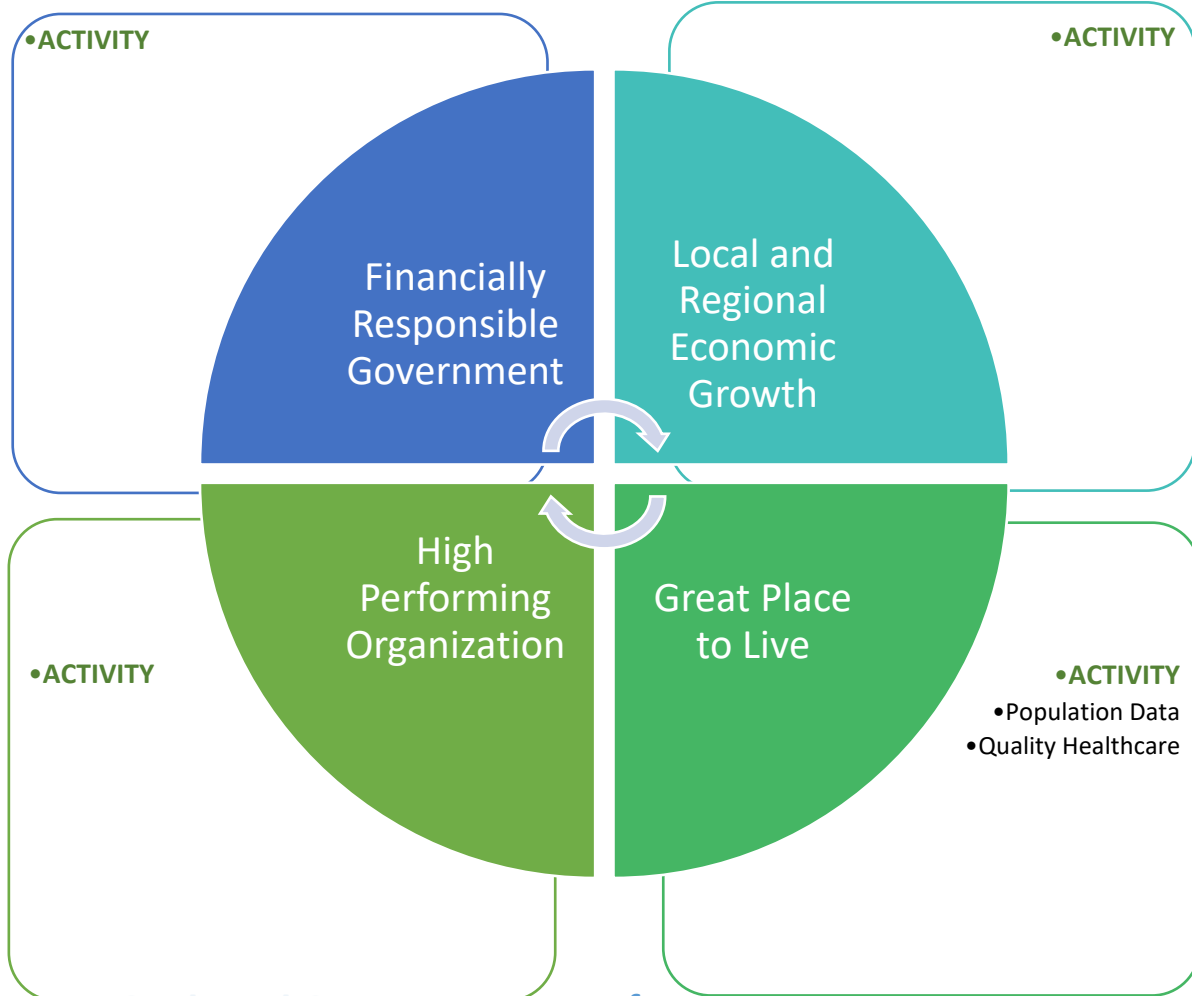 •ACTIVITY
•ACTIVITY
Financially
Responsible
Government
Local and
Regional
Economic
Growth
High
Performing
Organization
Great Place
to Live
•ACTIVITY
•ACTIVITY
•Population Data
•Quality Healthcare